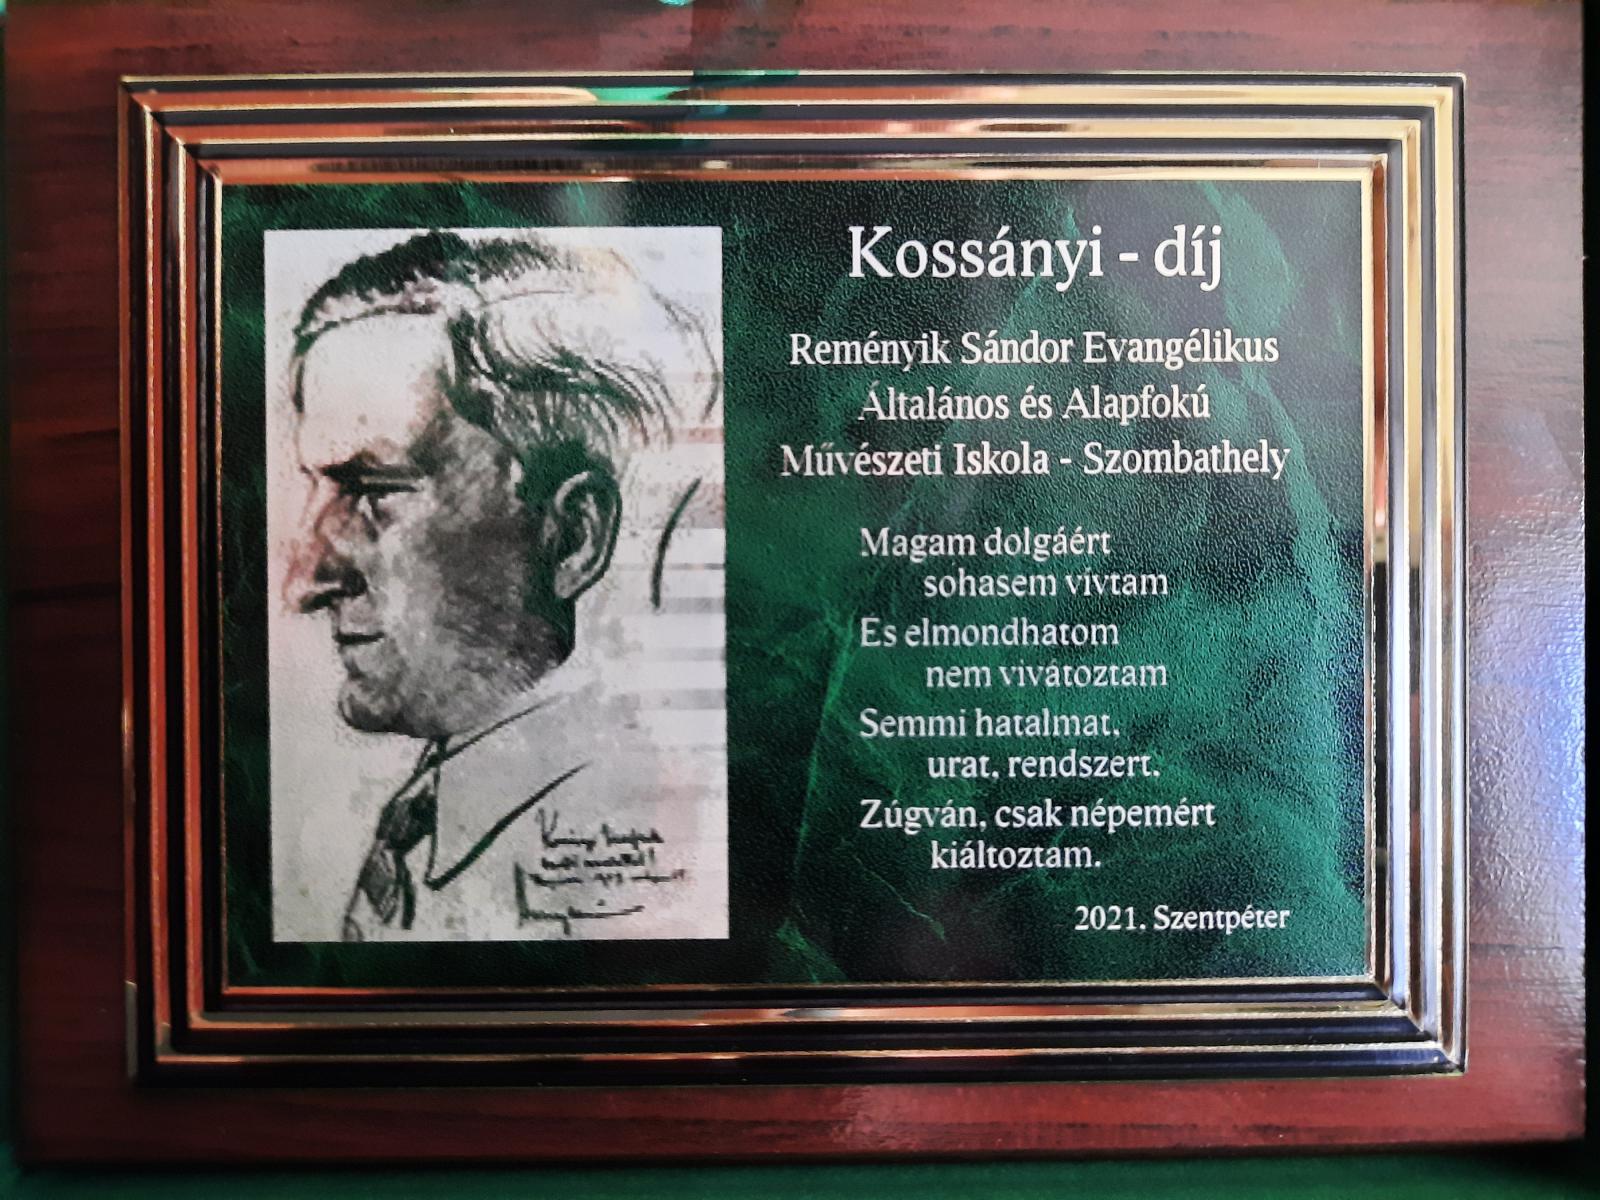 Kossányi - díj
Reményik Sándor Evangélikus
Általános és Alapfokú
Művészeti Iskola - Szombathely
Magam dolgáért
sohasem vívtam
És elmondhatom
nem vivátoztam
Semmi hatalmat,
urat, rendszert.
Zúgván, csak népemért
kiáltoztam.
2021. Szentpéter